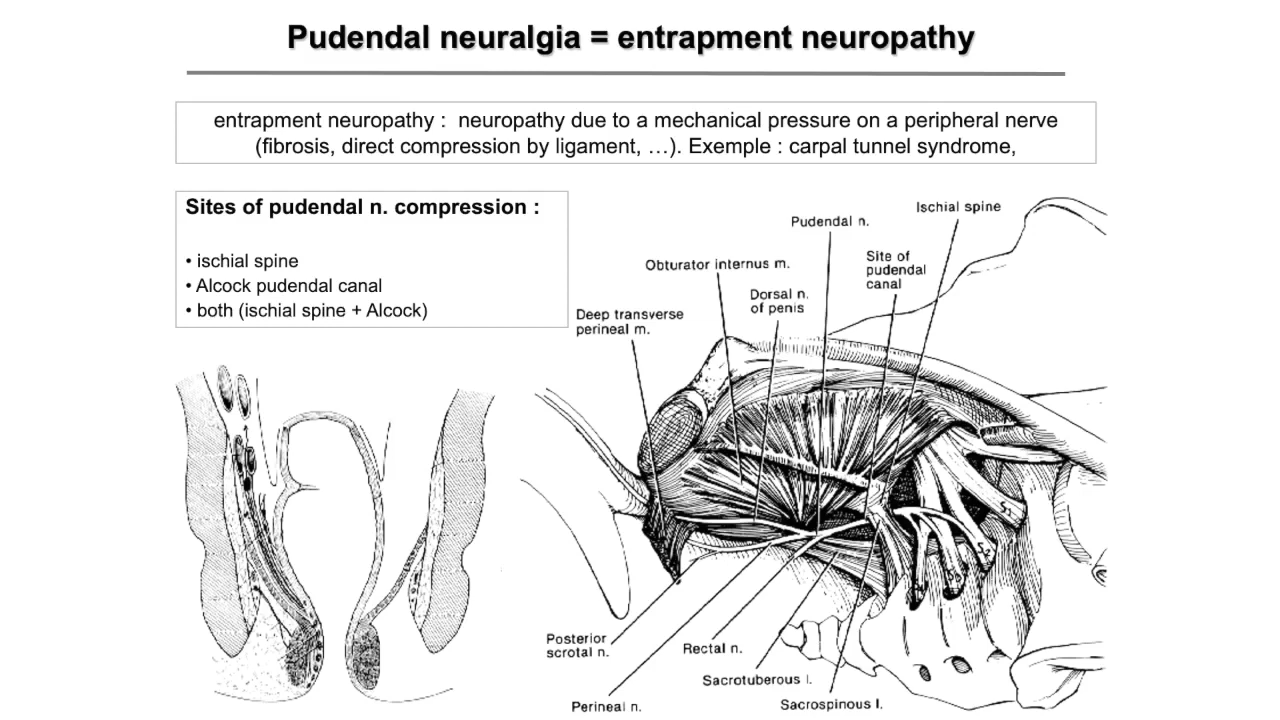 Pudendal neuralgia = entrapment neuropathy
entrapment neuropathy : neuropathy due to a mechanical pressure on a peripheral nerve
(fibrosis, direct compression by ligament, …). Exemple : carpal tunnel syndrome,
Sites of pudendal n. compression :
• ischial spine
• Alcock pudendal canal
• both (ischial spine + Alcock)
Ischial spine
Pudendal n.
Obturator internus m.
Site of
pudendal
canal
Dorsal n.
of penis
Deep transverse
perineal m.
S1
S2
Posterior
scrotal n.
Rectal n.
Sacrotuberous l.
Sacrospinous l.
Perineal n.